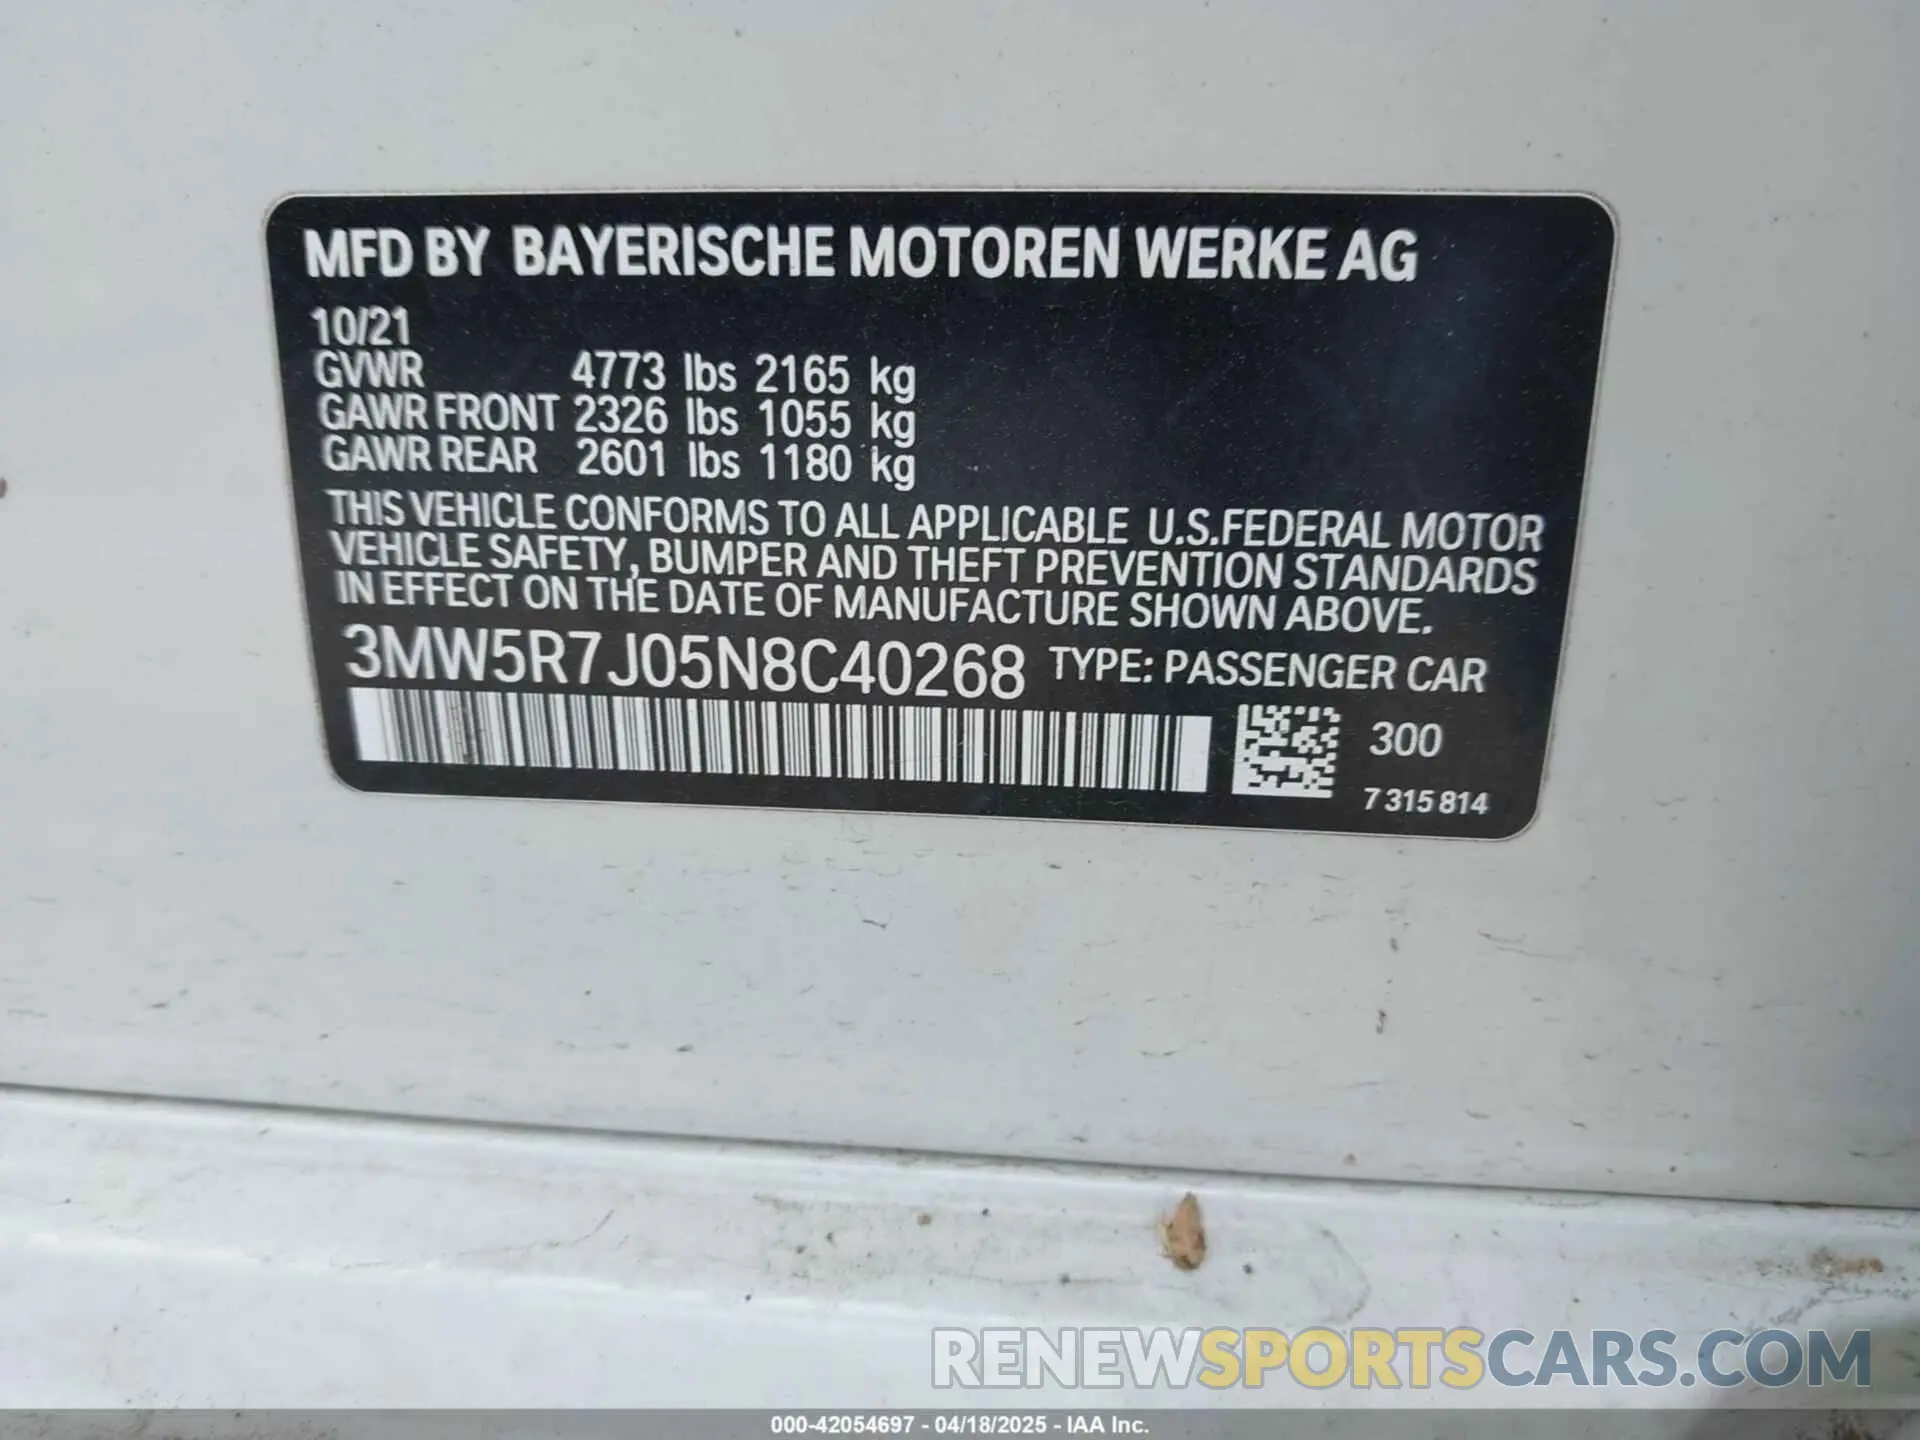 MFD BY BAYERISCHE MOTOREN WERKE AG
10/21
GVWR 4773 lbs 2165 kg
GAWR FRONT 2326 lbs 1055 kg
GAWR REAR 2601 lbs 1180 kg
THIS VEHICLE CONFORMS TO ALL APPLICABLE U.S.FEDERAL MOTOR
VEHICLE SAFETY, BUMPER AND THEFT PREVENTION STANDARDS
IN EFFECT ON THE DATE OF MANUFACTURE SHOWN ABOVE.
3MW5R7J05N8C40268 TYPE: PASSENGER CAR
300
7 315 814
RENEWSPORTSCARS.COM
000-42054697 - 04/18/2025 - IAA Inc.